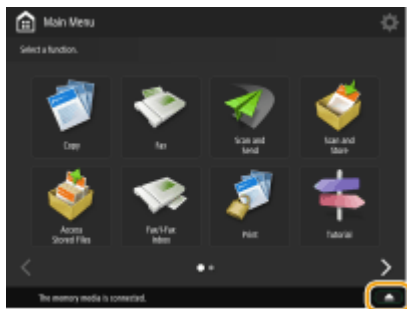 Main Menu
Select a function.
Copy
Fax
Scan and
Send
Scan and
Store
Access
Stored Files
Fax/I-Fax
Inbox
Print
Tutorial
The memory media is connected.